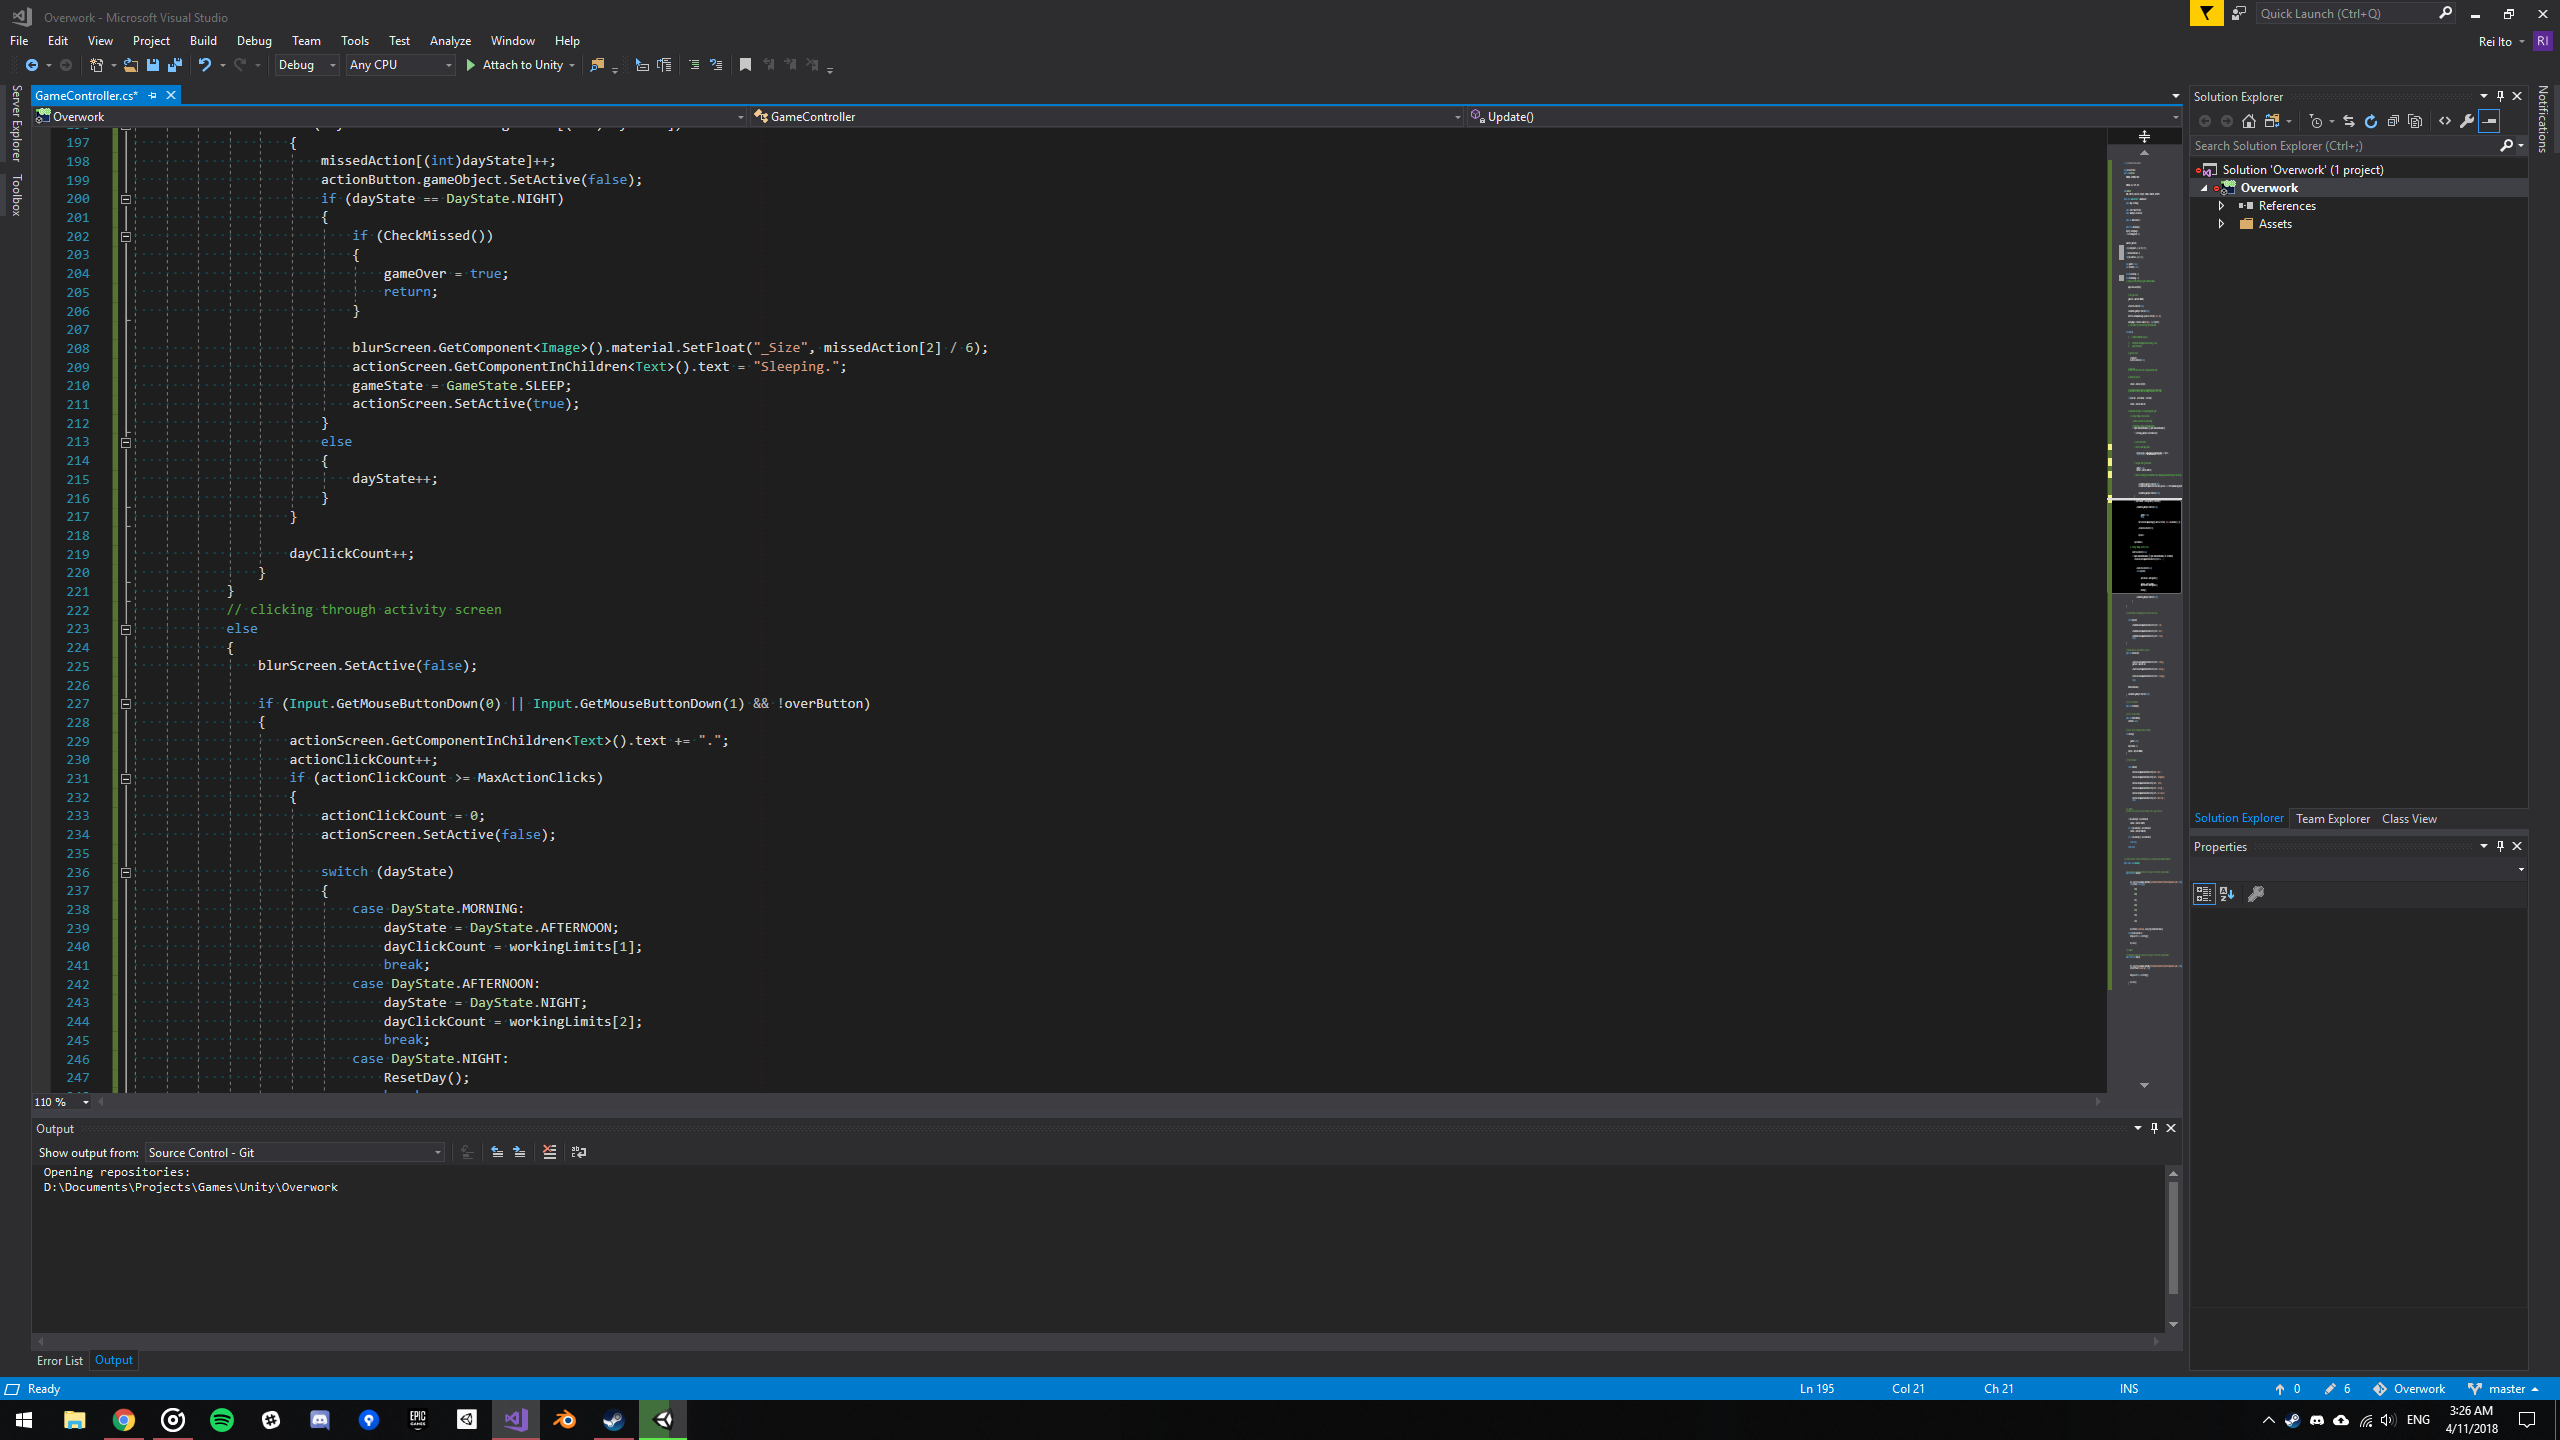 Overwork - Microsoft Visual Studio
Quick Launch (Ctrl+Q)
File Edit View Project Build Debug Team Tools Test Analyze Window Help
Rei Ito RI
Debug Any CPU Attach to Unity
Server Explorer
Toolbox
Notifications
GameController.cs*
Overwork GameController Update()
197 {
198 missedAction[(int)dayState]++;
199 actionButton.gameObject.SetActive(false);
200 if (dayState == DayState.NIGHT)
201 {
202 if (CheckMissed())
203 {
204 gameOver = true;
205 return;
206 }
207
208 blurScreen.GetComponent<Image>().material.SetFloat("_Size", missedAction[2] / 6);
209 actionScreen.GetComponentInChildren<Text>().text = "Sleeping.";
210 gameState = GameState.SLEEP;
211 actionScreen.SetActive(true);
212 }
213 else
214 {
215 dayState++;
216 }
217 }
218
219 dayClickCount++;
220 }
221 }
222 // clicking through activity screen
223 else
224 {
225 blurScreen.SetActive(false);
226
227 if (Input.GetMouseButtonDown(0) || Input.GetMouseButtonDown(1) && !overButton)
228 {
229 actionScreen.GetComponentInChildren<Text>().text += ".";
230 actionClickCount++;
231 if (actionClickCount >= MaxActionClicks)
232 {
233 actionClickCount = 0;
234 actionScreen.SetActive(false);
235
236 switch (dayState)
237 {
238 case DayState.MORNING:
239 dayState = DayState.AFTERNOON;
240 dayClickCount = workingLimits[1];
241 break;
242 case DayState.AFTERNOON:
243 dayState = DayState.NIGHT;
244 dayClickCount = workingLimits[2];
245 break;
246 case DayState.NIGHT:
247 ResetDay();
110 %
Solution Explorer
Search Solution Explorer (Ctrl+;)
Solution 'Overwork' (1 project)
Overwork
References
Assets
Solution Explorer Team Explorer Class View
Properties
Output
Show output from: Source Control - Git
Opening repositories:
D:\Documents\Projects\Games\Unity\Overwork
Error List Output
Ready Ln 195 Col 21 Ch 21 INS 0 6 Overwork master
EPIC GAMES
ENG
3:26 AM
4/11/2018